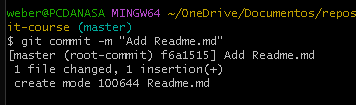 weber@PCDANASA MINGW64 ~/OneDrive/Documentos/repos
it-course (master)
$ git commit -m "Add Readme.md"
[master (root-commit) f6a1515] Add Readme.md
 1 file changed, 1 insertion(+)
 create mode 100644 Readme.md